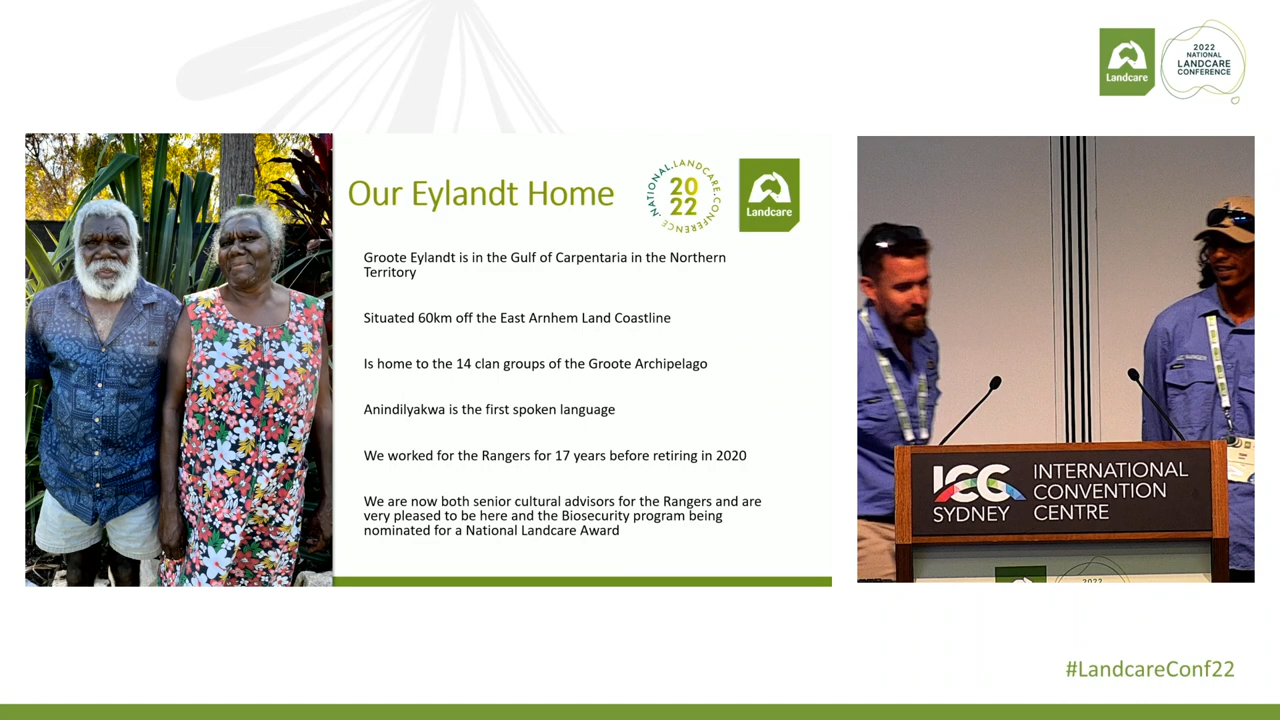 Landcare
2022
NATIONAL
LANDCARE
CONFERENCE
Our Eylandt Home
NATIONAL.LANDCARE.CONFERENCE
20
22
Landcare
Groote Eylandt is in the Gulf of Carpentaria in the Northern
Territory
Situated 60km off the East Arnhem Land Coastline
Is home to the 14 clan groups of the Groote Archipelago
Anindilyakwa is the first spoken language
We worked for the Rangers for 17 years before retiring in 2020
We are now both senior cultural advisors for the Rangers and are
very pleased to be here and the Biosecurity program being
nominated for a National Landcare Award
ICC
SYDNEY
INTERNATIONAL
CONVENTION
CENTRE
2022
#LandcareConf22